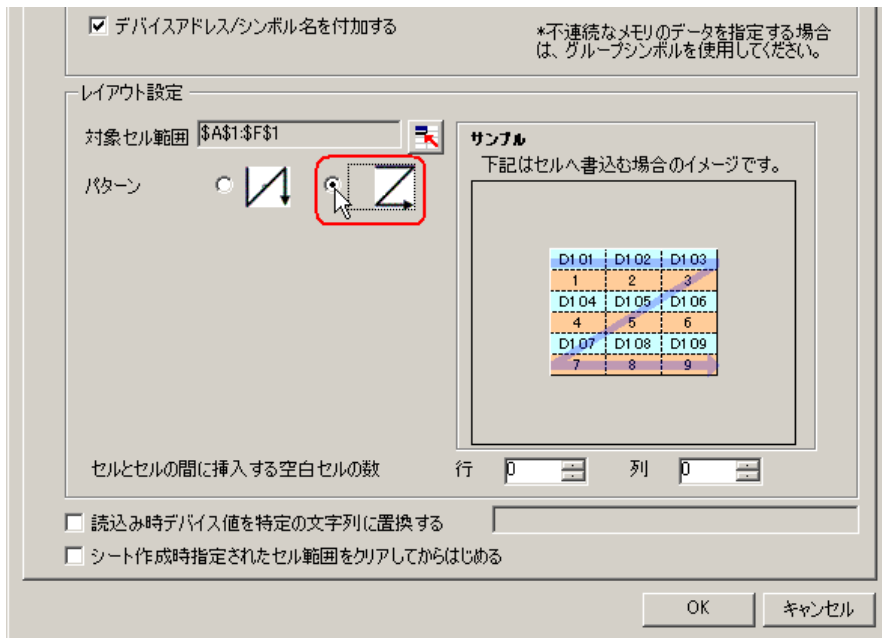 デバイスアドレス/シンボル名を付加する
*不連続なメモリのデータを指定する場合
は、グループシンボルを使用してください。
レイアウト設定
対象セル範囲 $A$1:$F$1
パターン
サンプル
下記はセルへ書込む場合のイメージです。
D101 D102 D103
1 2 3
D104 D105 D106
4 5 6
D107 D108 D109
7 8 9
セルとセルの間に挿入する空白セルの数 行 0 列 0
読込み時デバイス値を特定の文字列に置換する
シート作成時指定されたセル範囲をクリアしてからはじめる
OK キャンセル